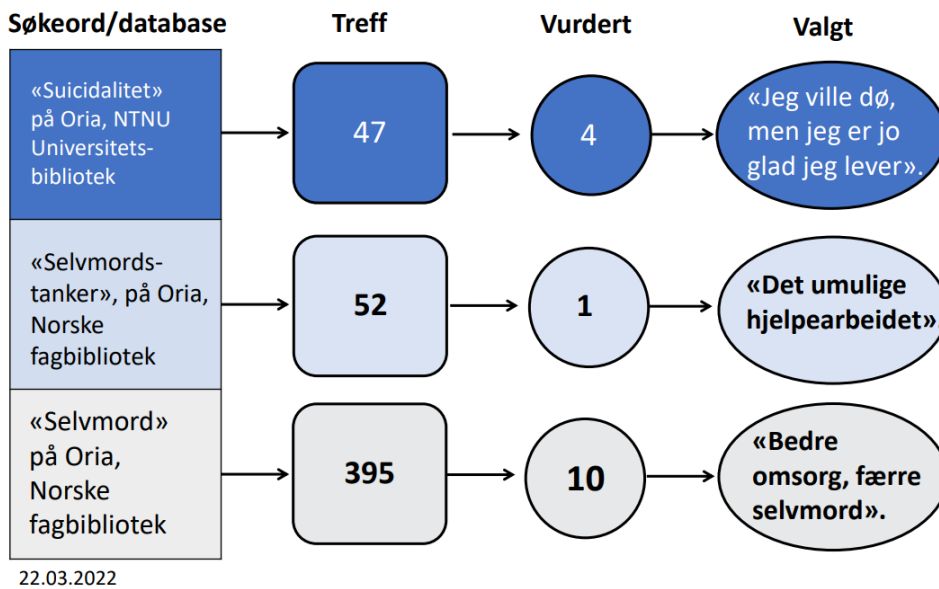 Søkeord/database
Treff
Vurdert
Valgt
«Suicidalitet»
på Oria, NTNU
Universitets-
bibliotek
47
4
«Jeg ville dø,
men jeg er jo
glad jeg lever».
«Selvmords-
tanker», på Oria,
Norske
fagbibliotek
52
1
«Det umulige
hjelpearbeidet»
«Selvmord»
på Oria,
Norske
fagbibliotek
395
10
«Bedre
omsorg, færre
selvmord».
22.03.2022